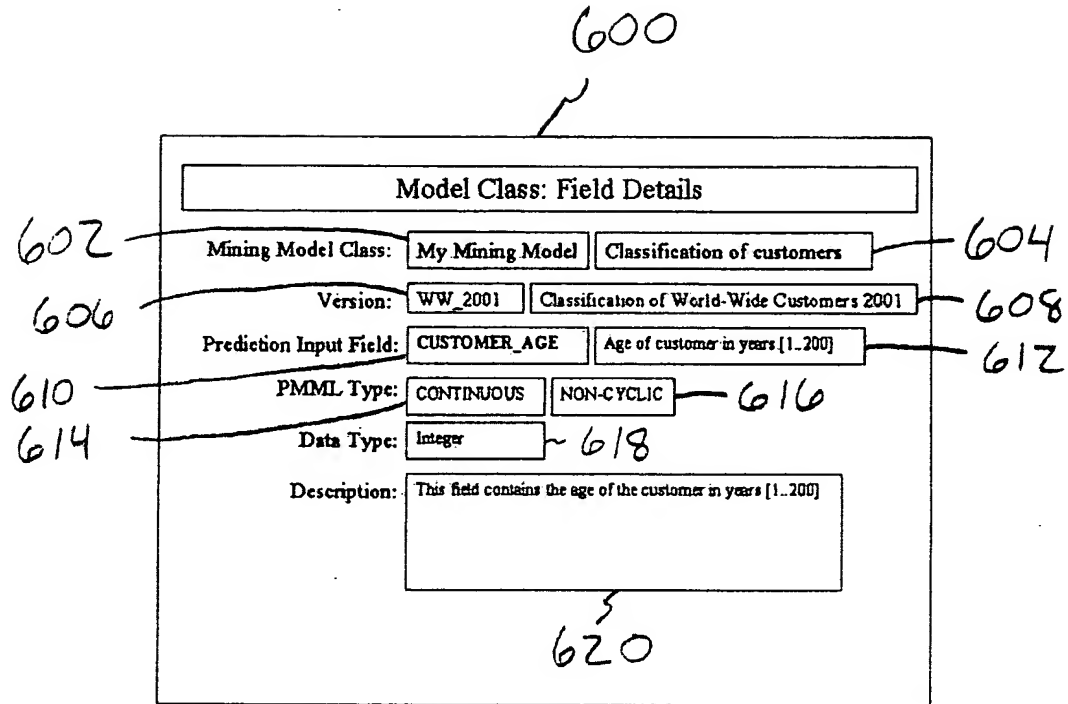 600
Model Class: Field Details
602 Mining Model Class: My Mining Model Classification of customers 604
606 Version: WW_2001 Classification of World-Wide Customers 2001 608
610 Prediction Input Field: CUSTOMER_AGE Age of customer in years [1..200] 612
614 PMML Type: CONTINUOUS NON-CYCLIC 616
Data Type: Integer 618
Description: This field contains the age of the customer in years [1..200]
620